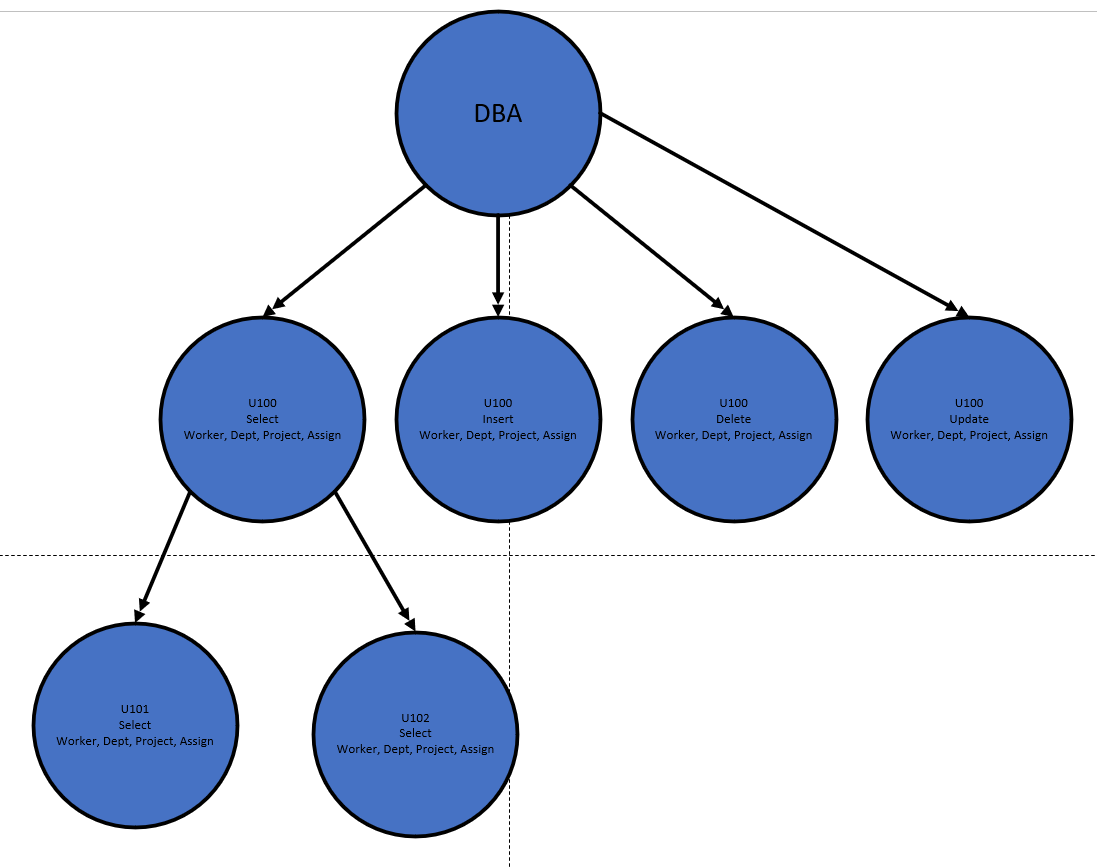 DBA
U100
Select
Worker, Dept, Project, Assign
U100
Insert
Worker, Dept, Project, Assign
U100
Delete
Worker, Dept, Project, Assign
U100
Update
Worker, Dept, Project, Assign
U101
Select
Worker, Dept, Project, Assign
U102
Select
Worker, Dept, Project, Assign